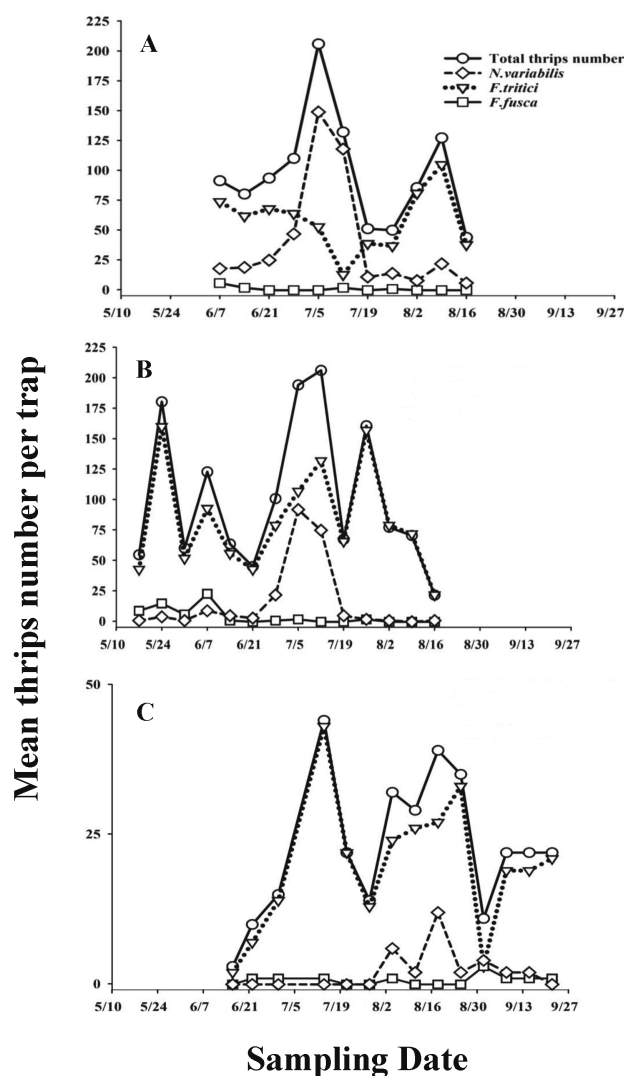 A
225
200
175
150
125
100
75
50
25
0
Total thrips number
N.variabilis
F.tritici
F.fusca
5/10 5/24 6/7 6/21 7/5 7/19 8/2 8/16 8/30 9/13 9/27
B
225
200
175
150
125
100
75
50
25
0
5/10 5/24 6/7 6/21 7/5 7/19 8/2 8/16 8/30 9/13 9/27
C
50
25
0
5/10 5/24 6/7 6/21 7/5 7/19 8/2 8/16 8/30 9/13 9/27
Mean thrips number per trap
Sampling Date